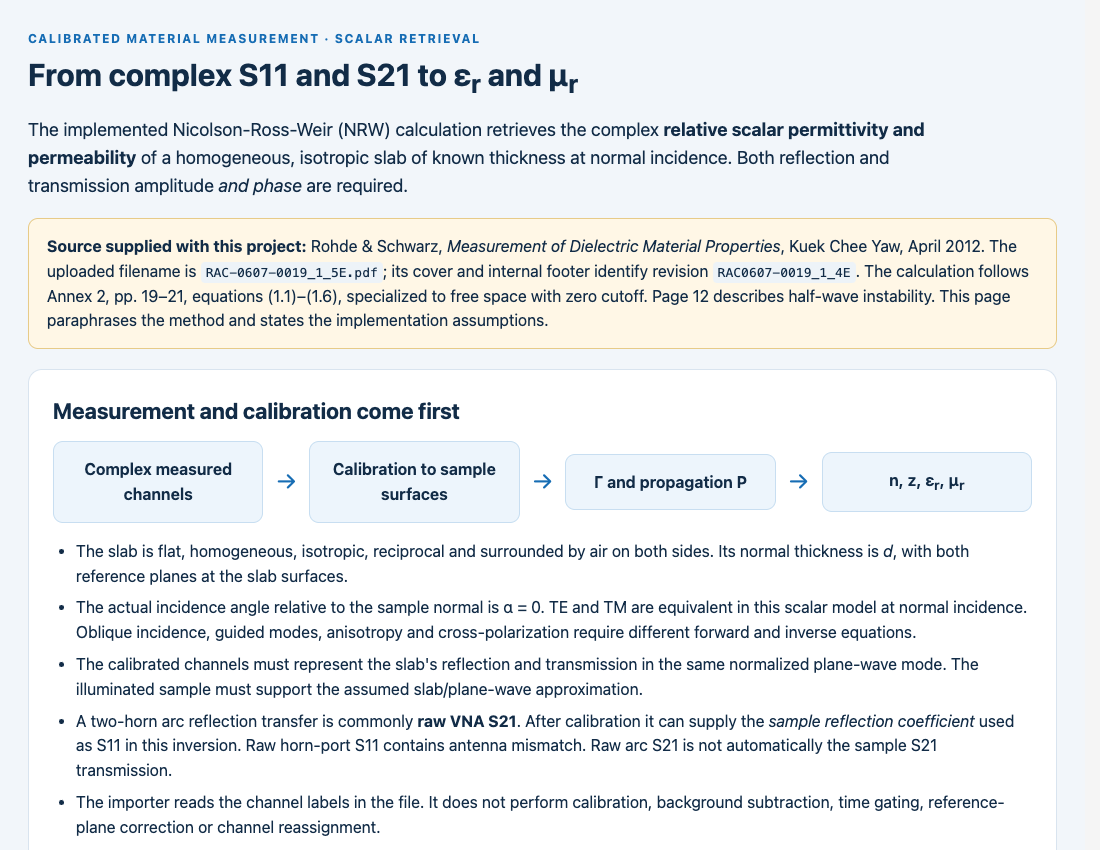 CALIBRATED MATERIAL MEASUREMENT · SCALAR RETRIEVAL
From complex S11 and S21 to εr and μr
The implemented Nicolson-Ross-Weir (NRW) calculation retrieves the complex relative scalar permittivity and
permeability of a homogeneous, isotropic slab of known thickness at normal incidence. Both reflection and
transmission amplitude and phase are required.
Source supplied with this project: Rohde & Schwarz, Measurement of Dielectric Material Properties, Kuek Chee Yaw, April 2012. The
uploaded filename is RAC-0607-0019_1_5E.pdf; its cover and internal footer identify revision RAC0607-0019_1_4E. The calculation follows
Annex 2, pp. 19–21, equations (1.1)–(1.6), specialized to free space with zero cutoff. Page 12 describes half-wave instability. This page
paraphrases the method and states the implementation assumptions.
Measurement and calibration come first
Complex measured
channels
→
Calibration to sample
surfaces
→
Γ and propagation P
→
n, z, εr, μr
• The slab is flat, homogeneous, isotropic, reciprocal and surrounded by air on both sides. Its normal thickness is d, with both
reference planes at the slab surfaces.
• The actual incidence angle relative to the sample normal is α = 0. TE and TM are equivalent in this scalar model at normal incidence.
Oblique incidence, guided modes, anisotropy and cross-polarization require different forward and inverse equations.
• The calibrated channels must represent the slab's reflection and transmission in the same normalized plane-wave mode. The
illuminated sample must support the assumed slab/plane-wave approximation.
• A two-horn arc reflection transfer is commonly raw VNA S21. After calibration it can supply the sample reflection coefficient used
as S11 in this inversion. Raw horn-port S11 contains antenna mismatch. Raw arc S21 is not automatically the sample S21
transmission.
• The importer reads the channel labels in the file. It does not perform calibration, background subtraction, time gating, reference-
plane correction or channel reassignment.